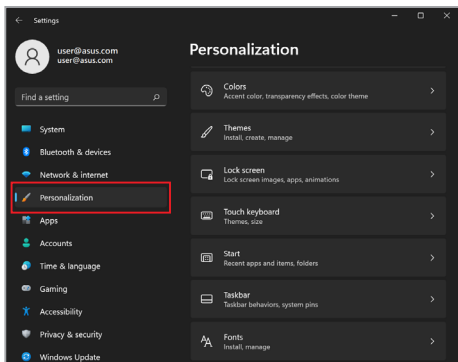 Settings
user@asus.com
user@asus.com
Find a setting
System
Bluetooth & devices
Network & internet
Personalization
Apps
Accounts
Time & language
Gaming
Accessibility
Privacy & security
Windows Update
Personalization
Colors
Accent color, transparency effects, color theme
Themes
Install, create, manage
Lock screen
Lock screen images, apps, animations
Touch keyboard
Themes, size
Start
Recent apps and items, folders
Taskbar
Taskbar behaviors, system pins
Fonts
Install, manage